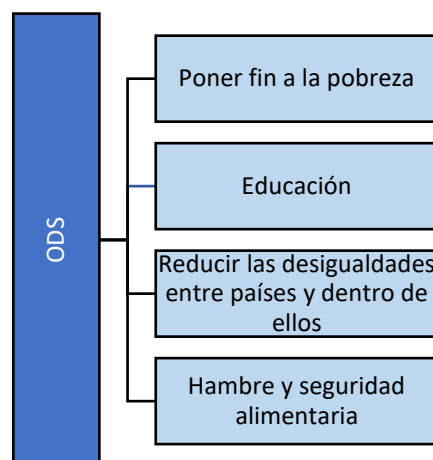 ODS
Poner fin a la pobreza
Educación
Reducir las desigualdades
entre países y dentro de
ellos
Hambre y seguridad
alimentaria